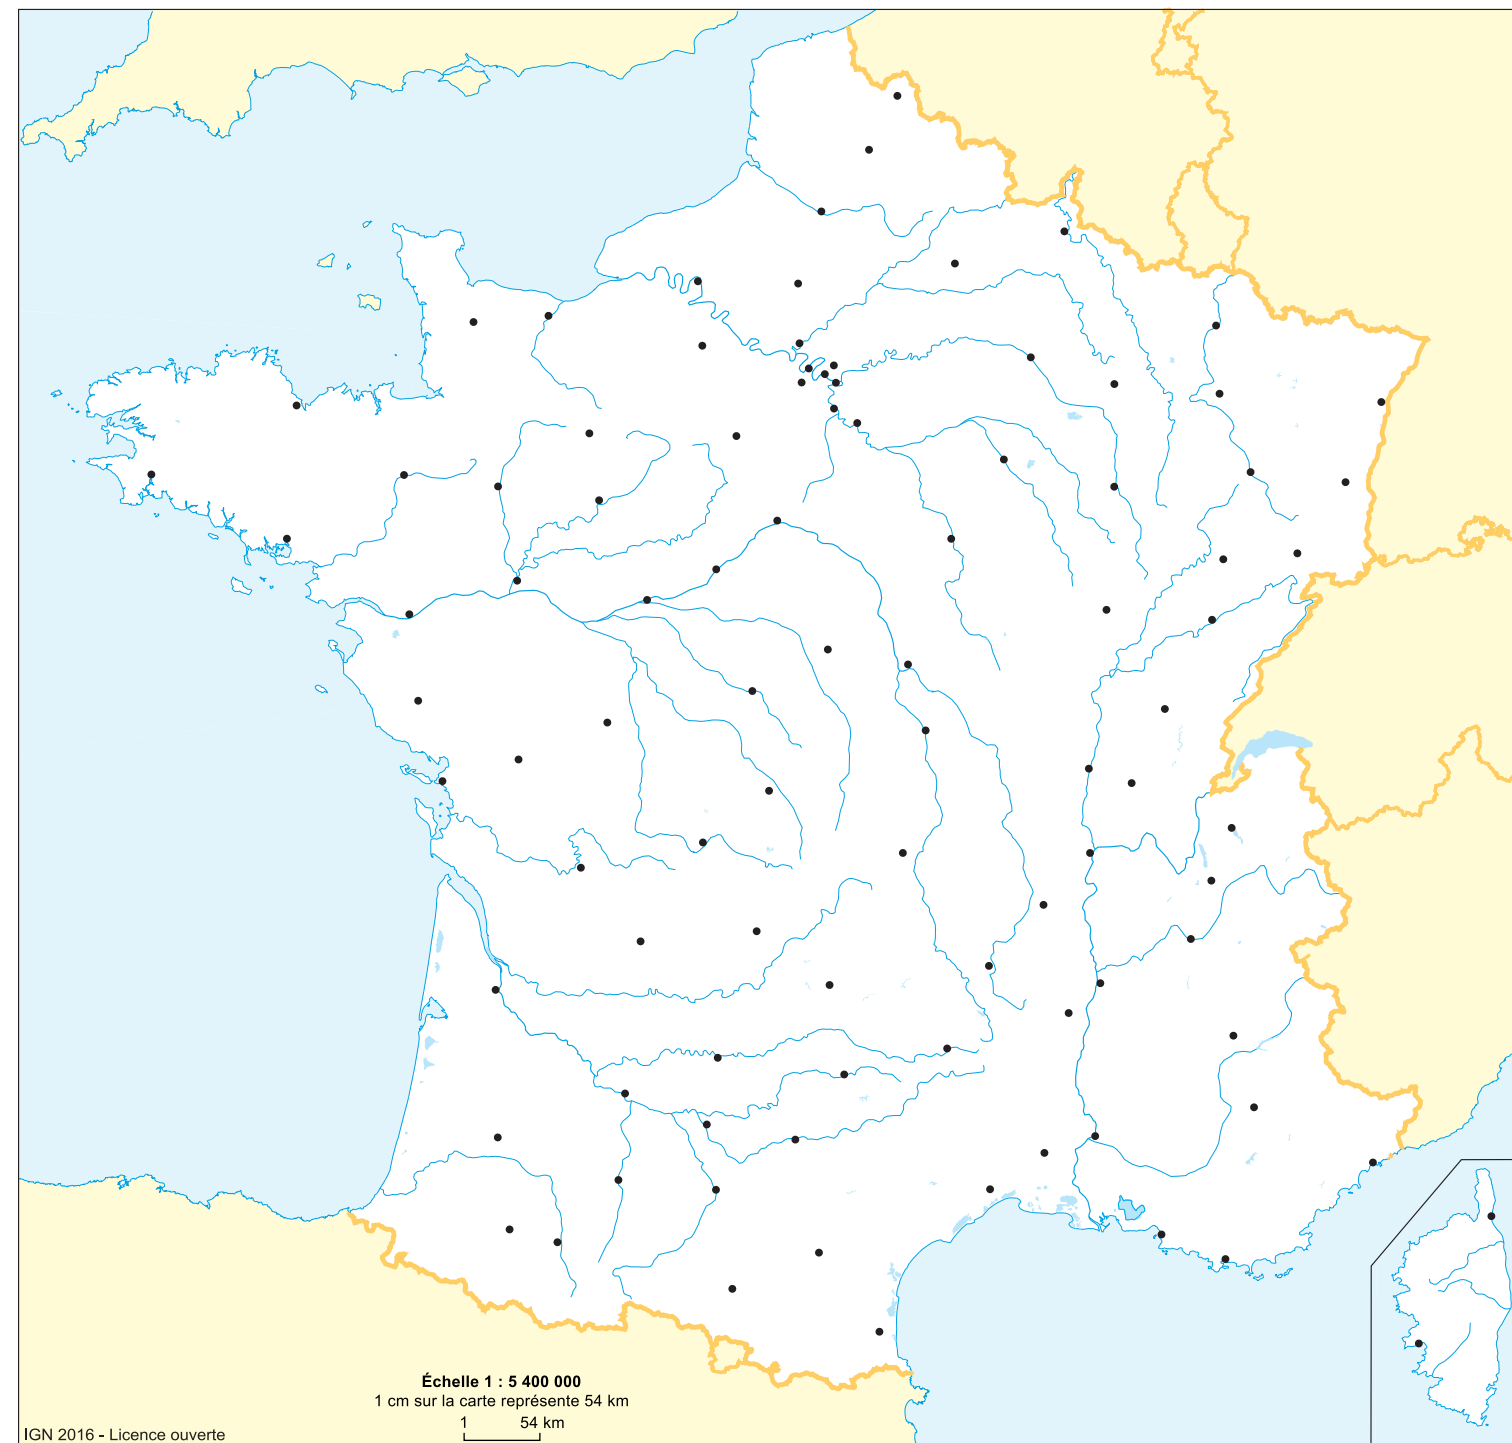 Échelle 1 : 5 400 000
1 cm sur la carte représente 54 km
1 54 km
IGN 2016 - Licence ouverte